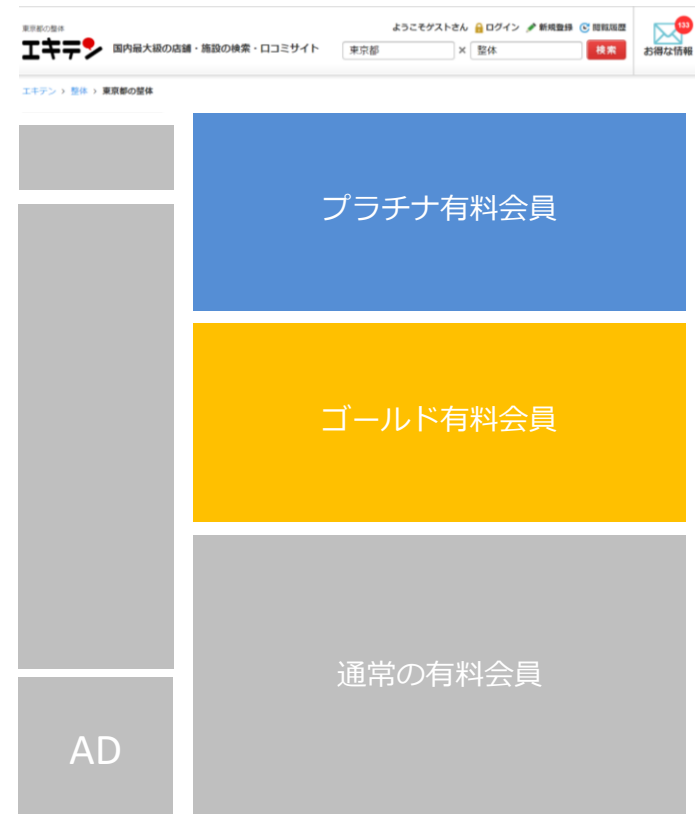 東京都の整体
エキテン 国内最大級の店舗・施設の検索・口コミサイト
ようこそゲストさん ログイン 新規登録 閲覧履歴
東京都 × 整体 検索
133
お得な情報
エキテン › 整体 › 東京都の整体
プラチナ有料会員
ゴールド有料会員
通常の有料会員
AD